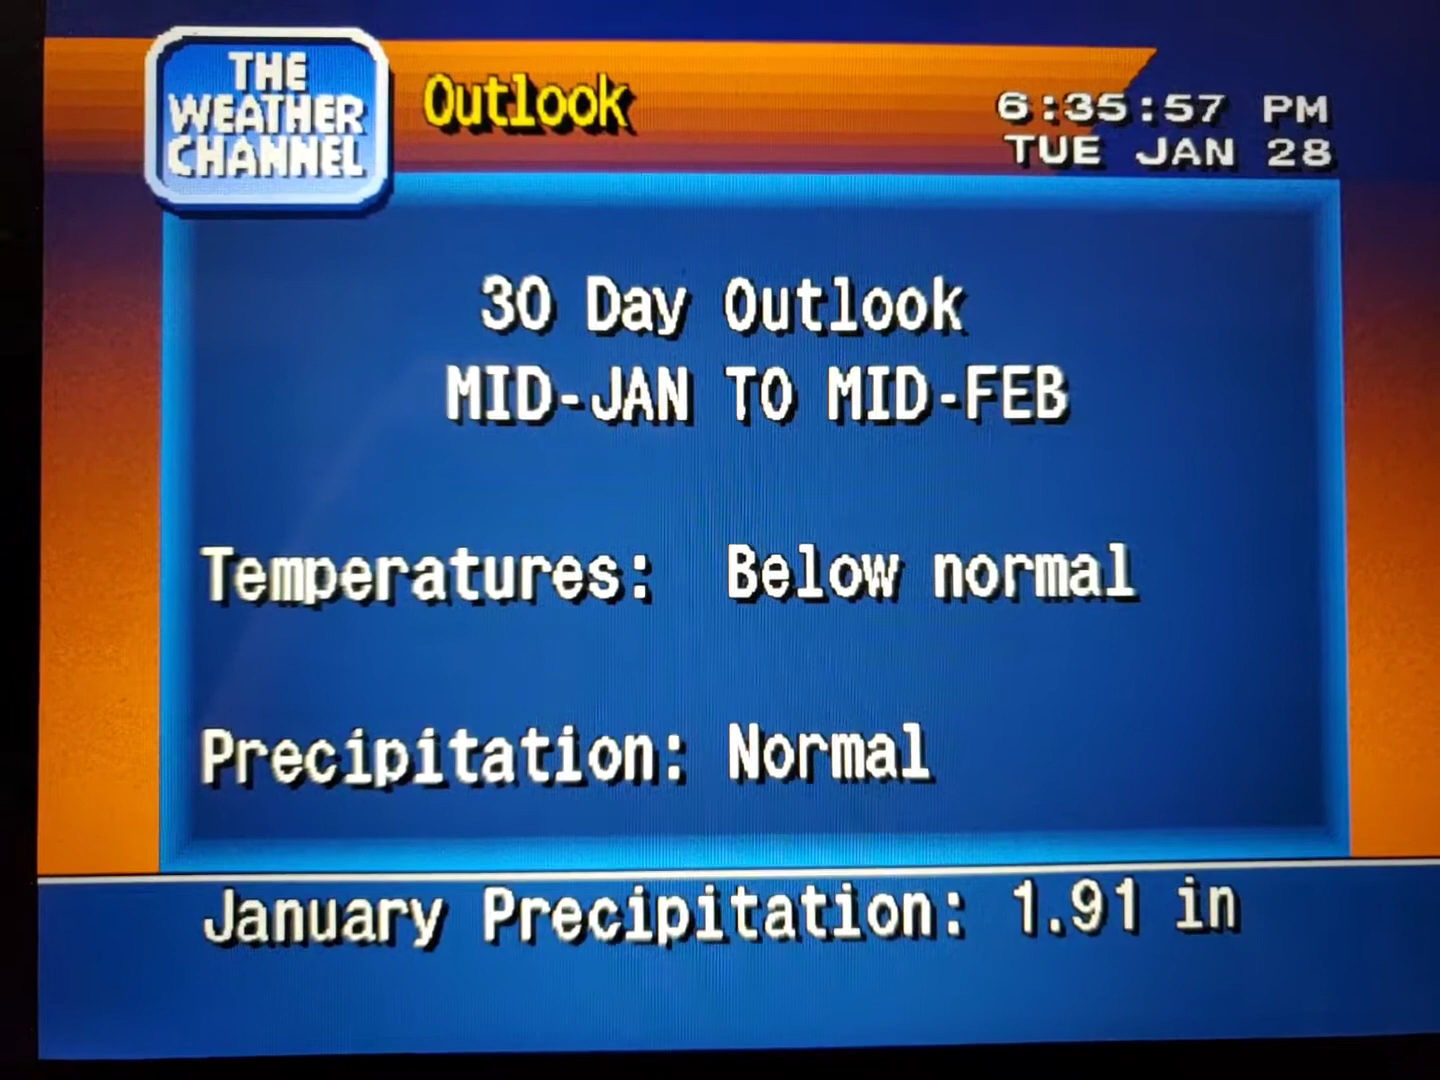 THE
WEATHER
CHANNEL
Outlook
6:35:57 PM
TUE JAN 28
30 Day Outlook
MID-JAN TO MID-FEB
Temperatures: Below normal
Precipitation: Normal
January Precipitation: 1.91 in